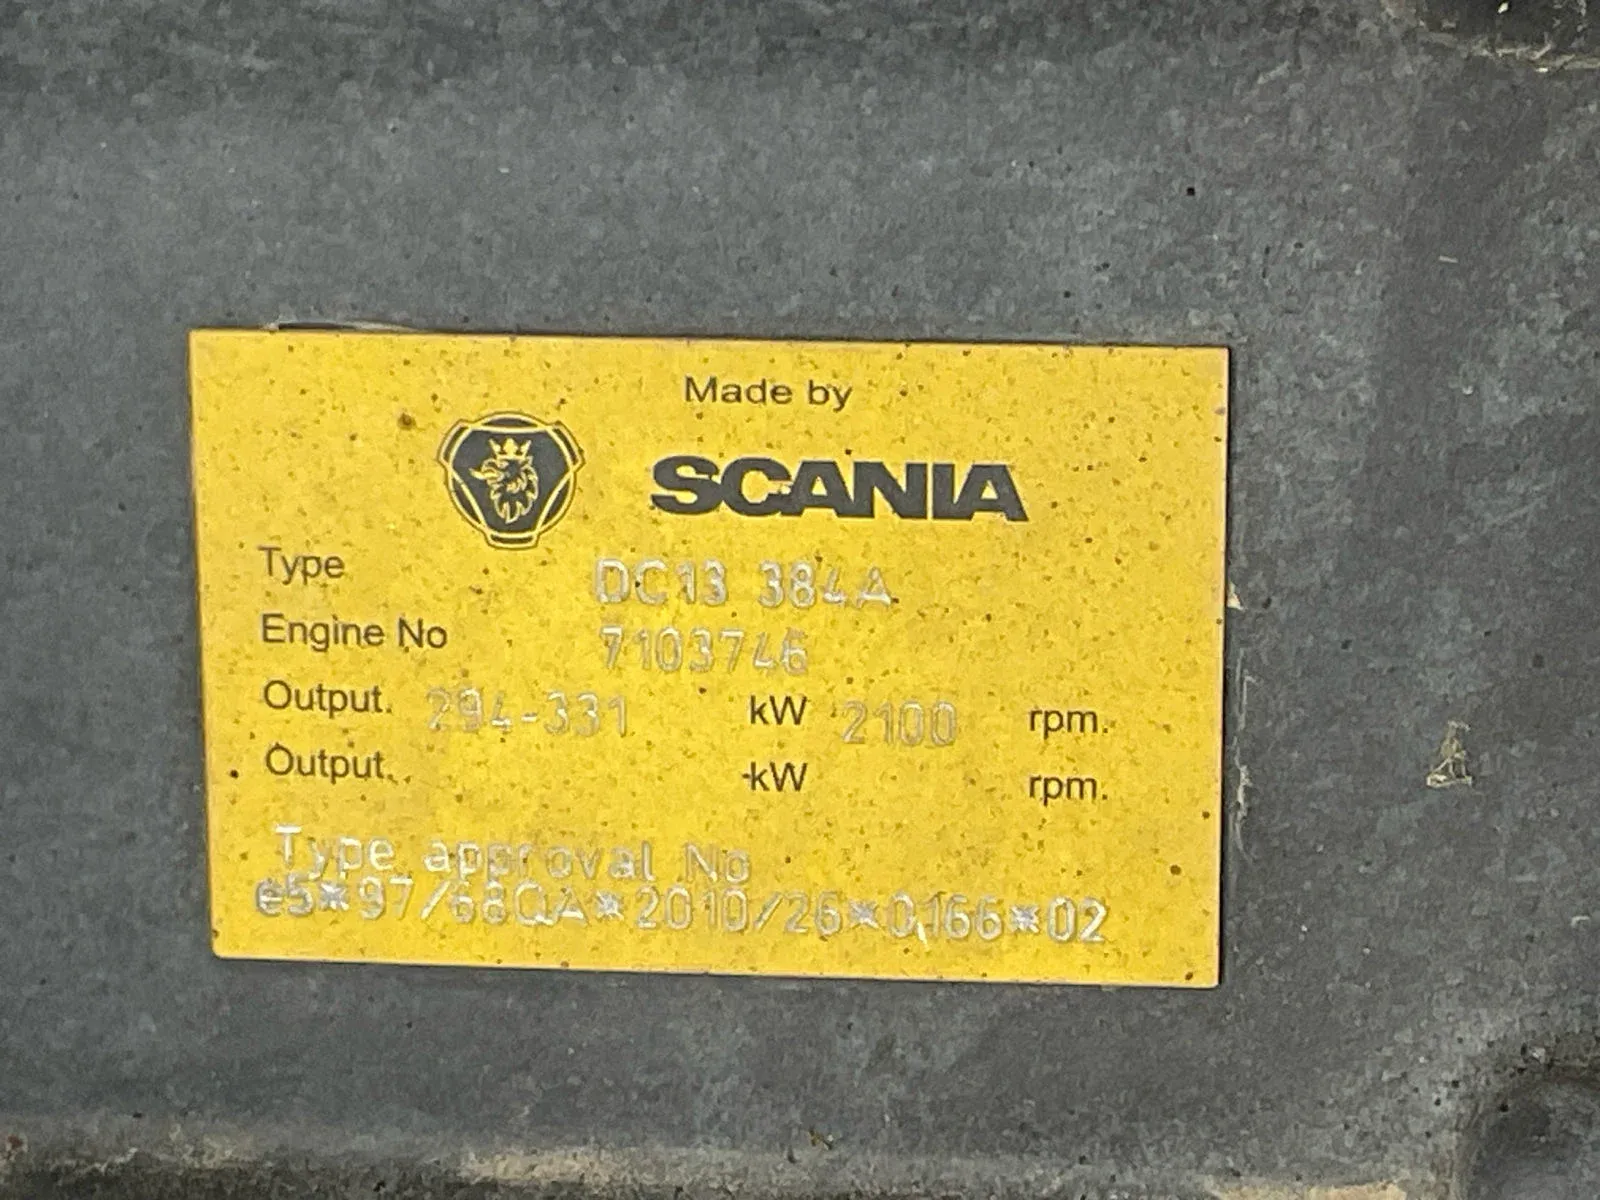 Made by
SCANIA
Type DC13 384A
Engine No 7103746
Output. 294-331 kW 2100 rpm.
Output. kW rpm.
Type approval No
e5*97/68QA*2010/26*0166*02